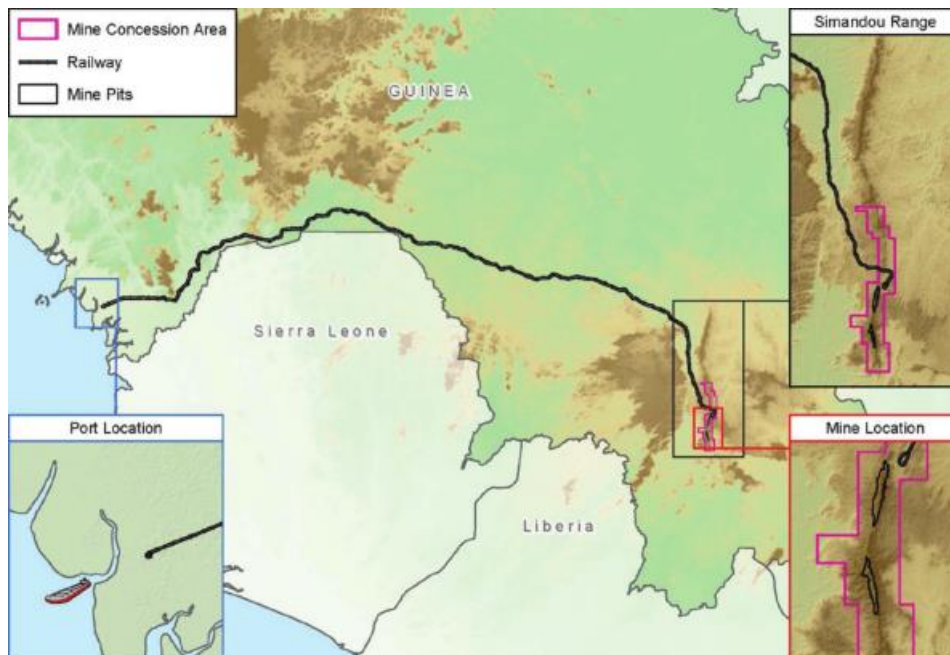 Mine Concession Area
Railway
Mine Pits
GUINEA
Simandou Range
Sierra Leone
Liberia
Port Location
Mine Location